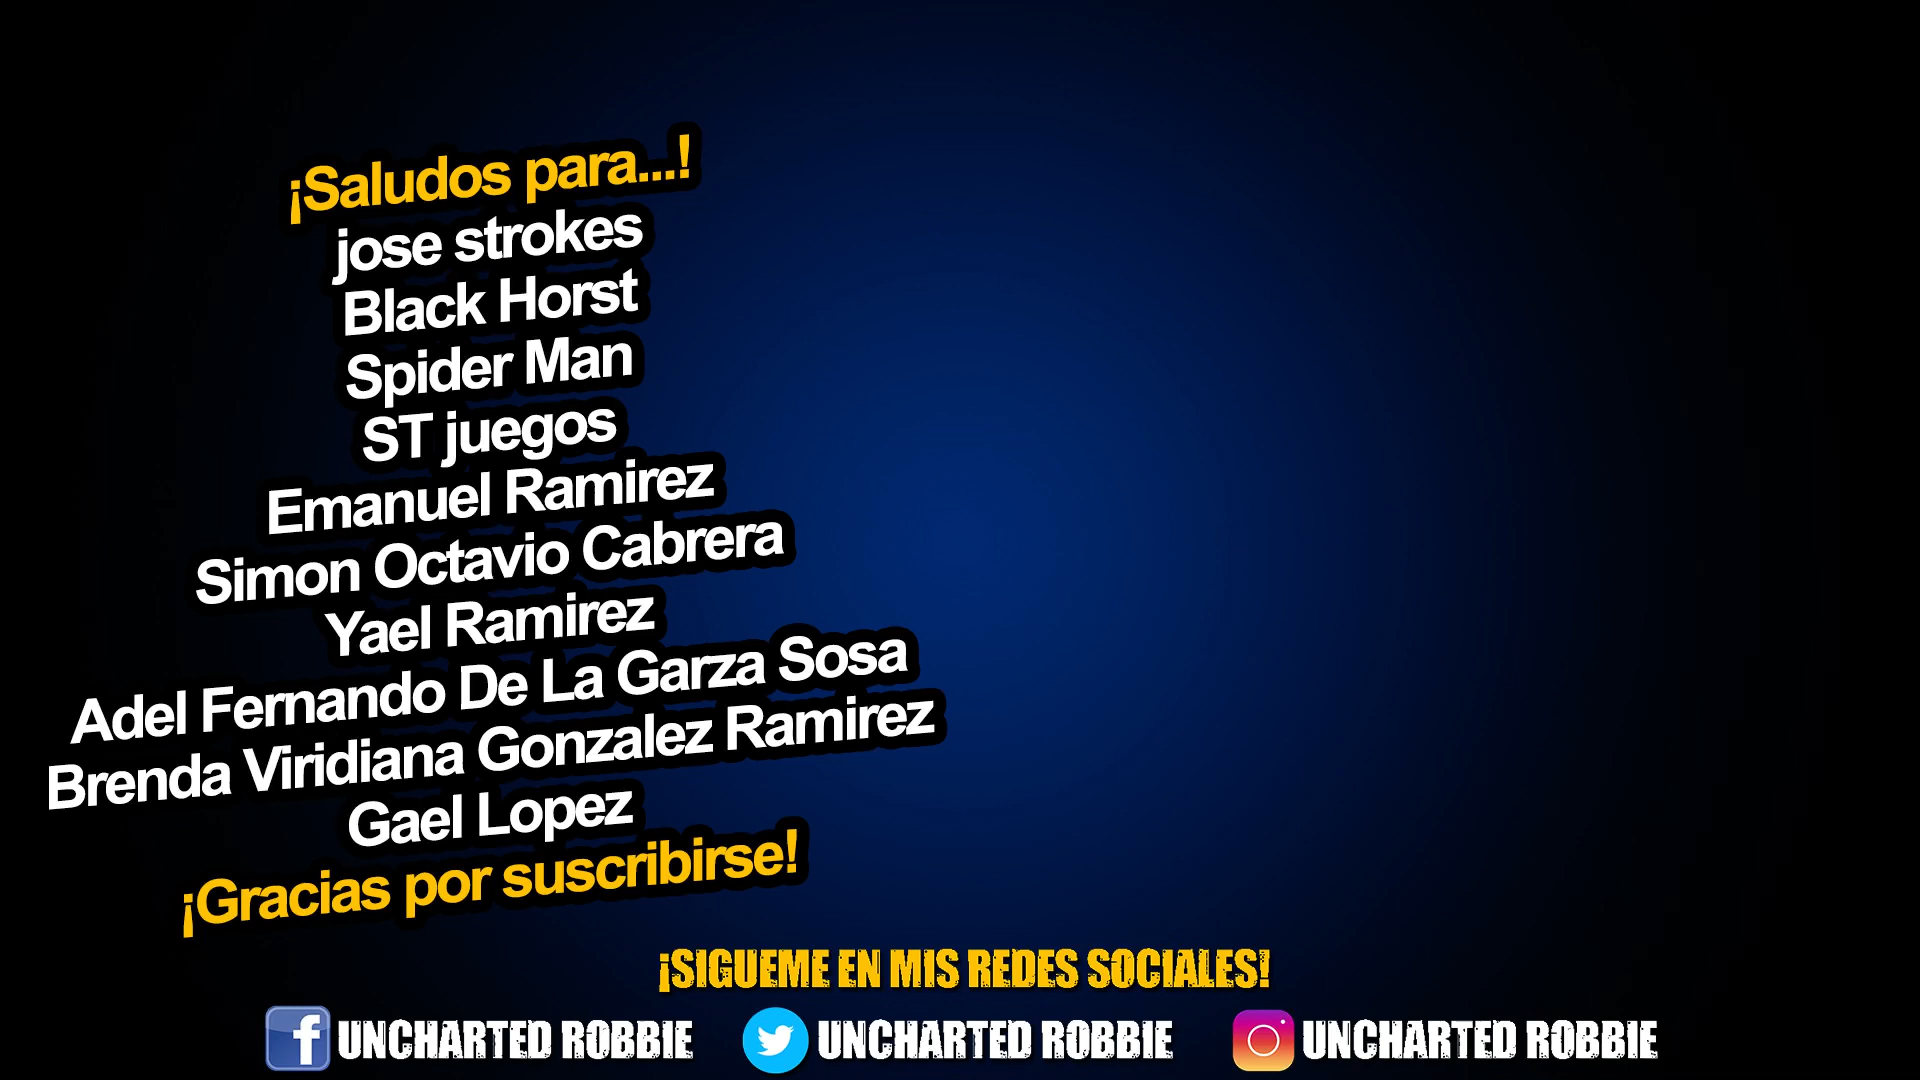 ¡Saludos para...!
jose strokes
Black Horst
Spider Man
ST juegos
Emanuel Ramirez
Simon Octavio Cabrera
Yael Ramirez
Adel Fernando De La Garza Sosa
Brenda Viridiana Gonzalez Ramirez
Gael Lopez
¡Gracias por suscribirse!
¡SIGUEME EN MIS REDES SOCIALES!
f UNCHARTED ROBBIE UNCHARTED ROBBIE UNCHARTED ROBBIE